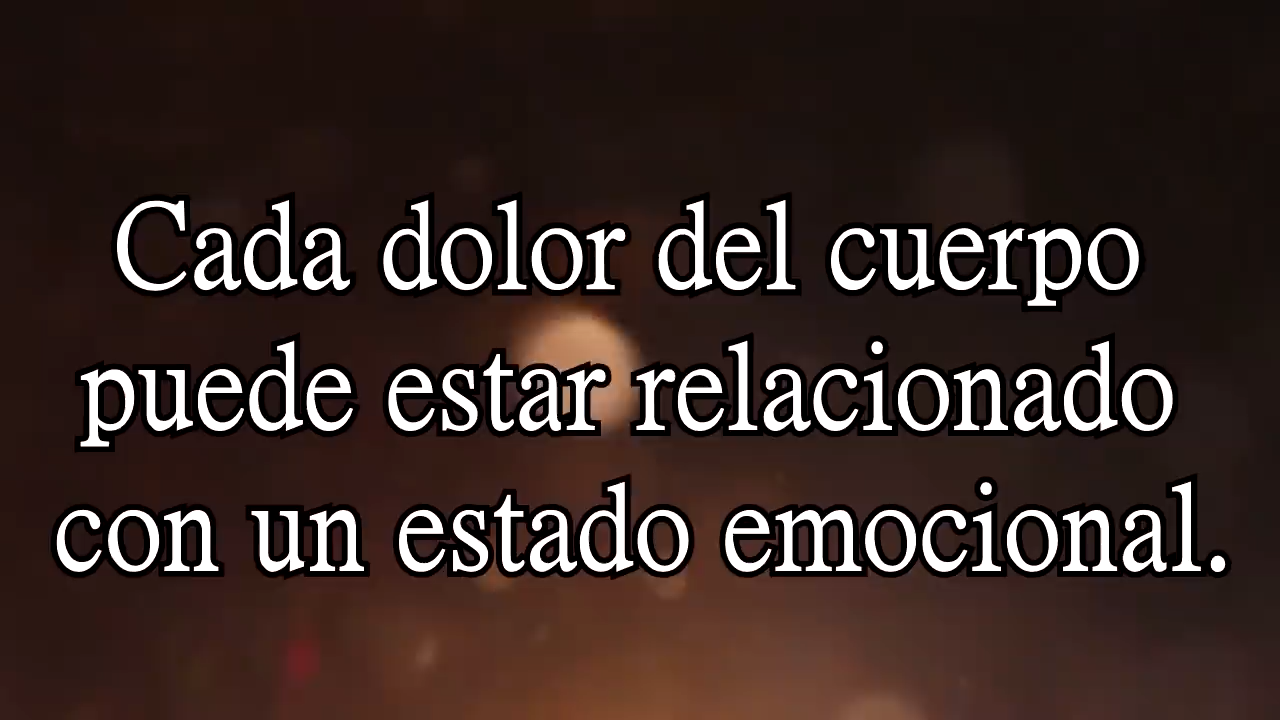 Cada dolor del cuerpo
puede estar relacionado
con un estado emocional.